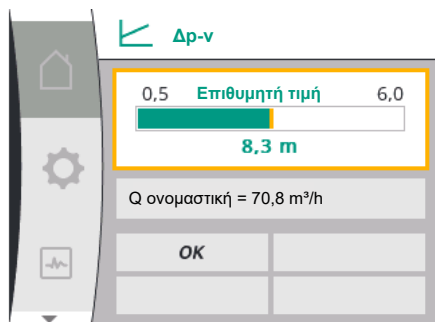 Δp-v
0,5 Επιθυμητή τιμή 6,0
8,3 m
Q ονομαστική = 70,8 m³/h
OK